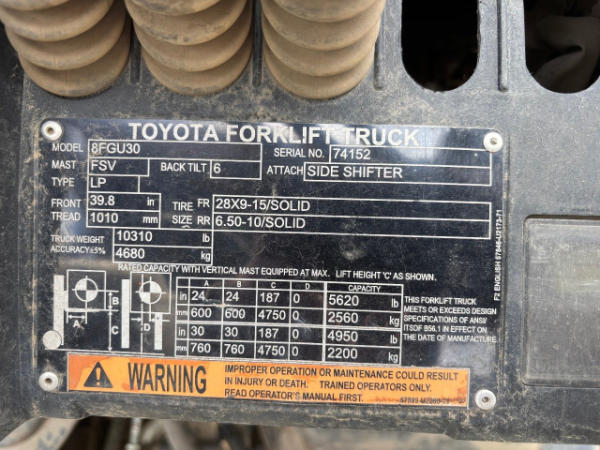 TOYOTA FORKLIFT TRUCK
MODEL 8FGU30 SERIAL NO. 74152
MAST FSV BACK TILT 6 ATTACH SIDE SHIFTER
TYPE LP
FRONT TREAD 39.8 in 1010 mm
TIRE SIZE FR 28X9-15/SOLID
RR 6.50-10/SOLID
TRUCK WEIGHT 10310 lb
ACCURACY±5% 4680 kg
RATED CAPACITY WITH VERTICAL MAST EQUIPPED AT MAX. LIFT HEIGHT 'C' AS SHOWN.
A B C D CAPACITY
in 24 24 187 0 5620 lb
mm 600 600 4750 0 2560 kg
in 30 30 187 0 4950 lb
mm 760 760 4750 0 2200 kg
A B C D
THIS FORKLIFT TRUCK
MEETS OR EXCEEDS DESIGN
SPECIFICATIONS OF ANSI/
ITSDF B56.1 IN EFFECT ON
THE DATE OF MANUFACTURE.
F2 ENGLISH 57646-U2173-71
WARNING
IMPROPER OPERATION OR MAINTENANCE COULD RESULT
IN INJURY OR DEATH. TRAINED OPERATORS ONLY.
READ OPERATOR'S MANUAL FIRST.